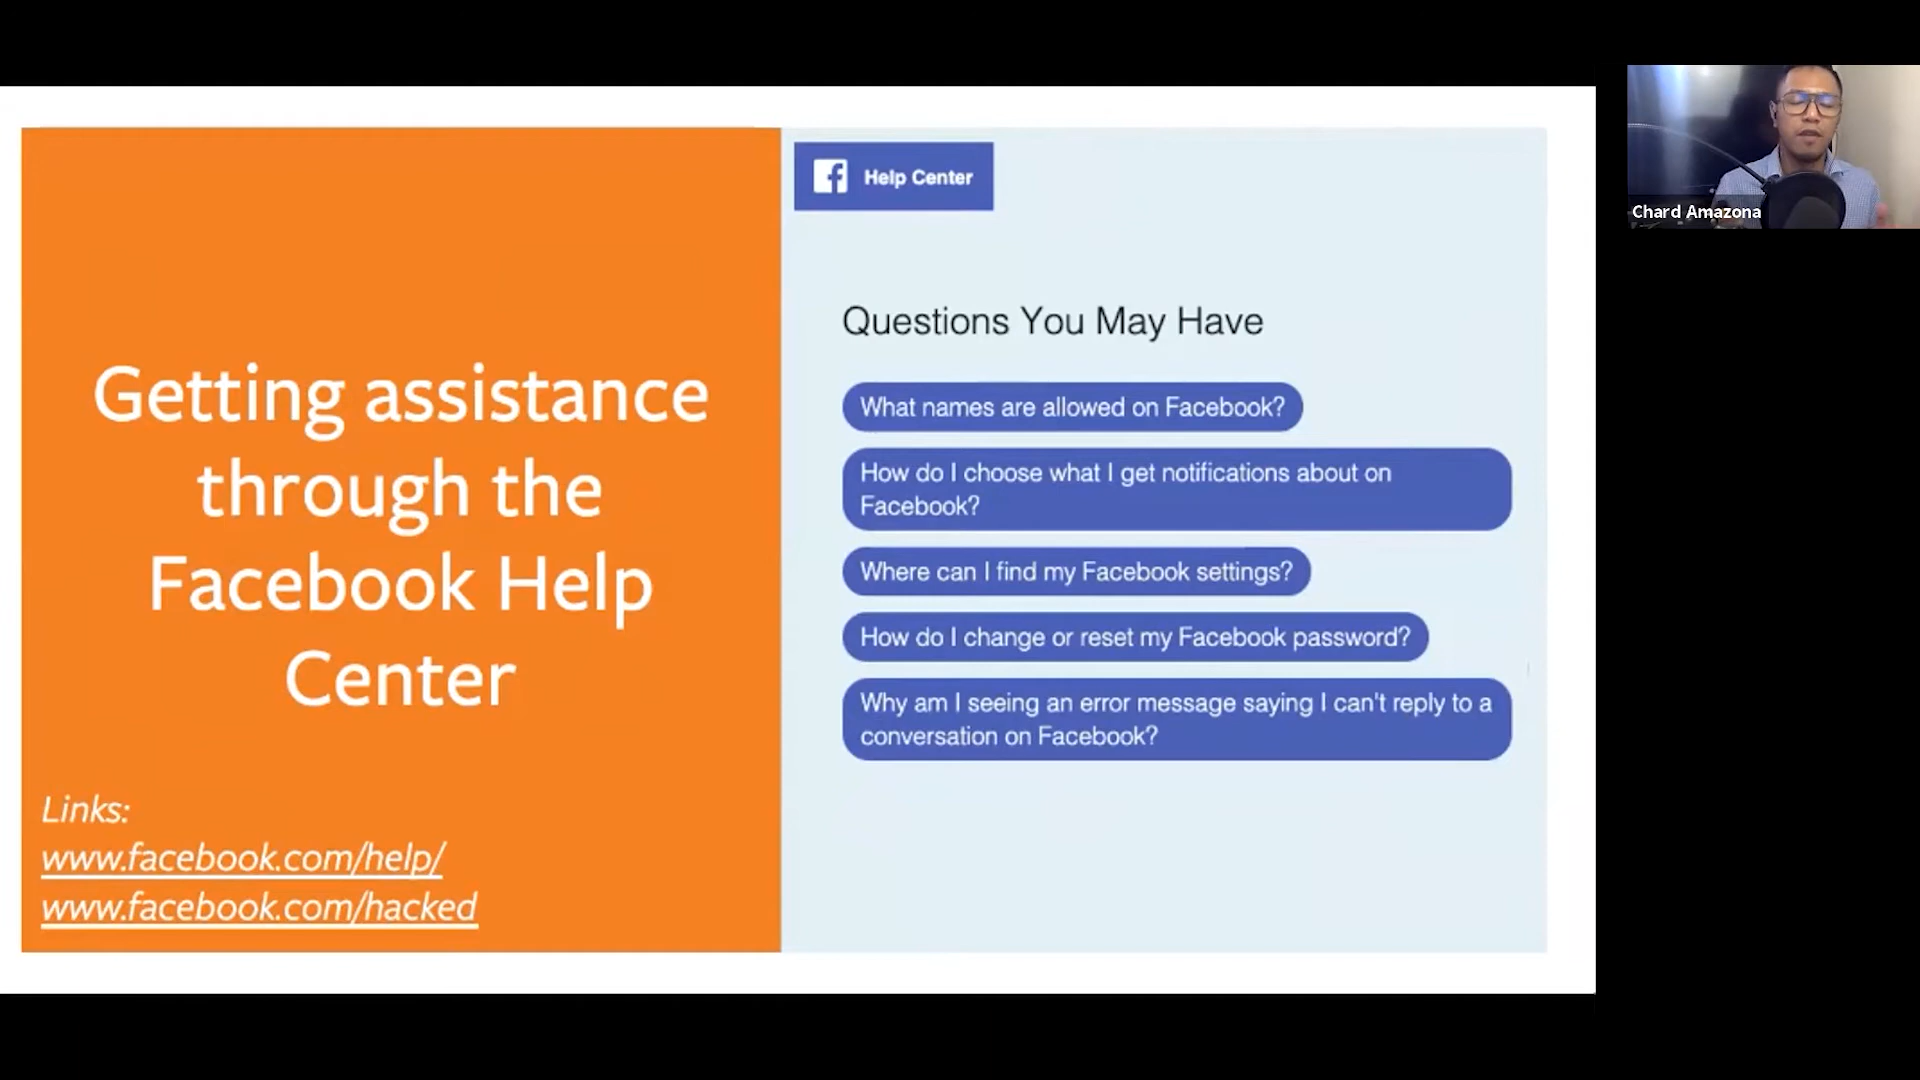 Getting assistance
through the
Facebook Help
Center
Links:
www.facebook.com/help/
www.facebook.com/hacked
Help Center
Questions You May Have
What names are allowed on Facebook?
How do I choose what I get notifications about on
Facebook?
Where can I find my Facebook settings?
How do I change or reset my Facebook password?
Why am I seeing an error message saying I can't reply to a
conversation on Facebook?
Chard Amazona